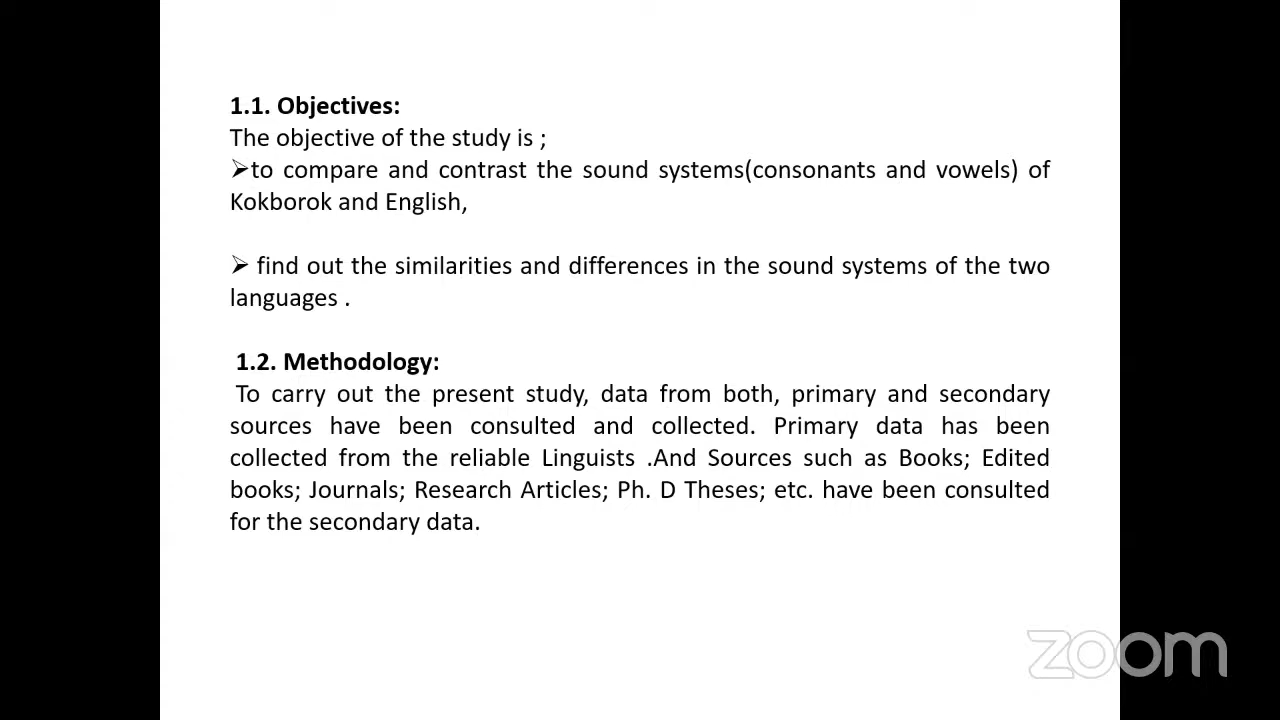 1.1. Objectives:
The objective of the study is ;
➢to compare and contrast the sound systems(consonants and vowels) of
Kokborok and English,
➢ find out the similarities and differences in the sound systems of the two
languages .
1.2. Methodology:
To carry out the present study, data from both, primary and secondary
sources have been consulted and collected. Primary data has been
collected from the reliable Linguists .And Sources such as Books; Edited
books; Journals; Research Articles; Ph. D Theses; etc. have been consulted
for the secondary data.
zoom